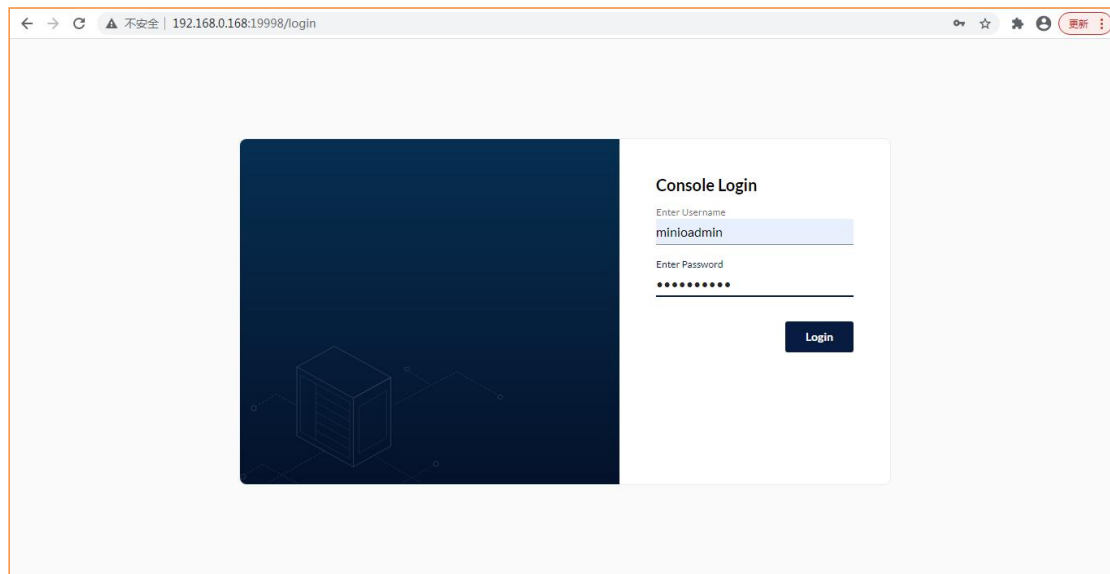 不安全 | 192.168.0.168:19998/login
更新
Console Login
Enter Username
minioadmin
Enter Password
••••••••••
Login